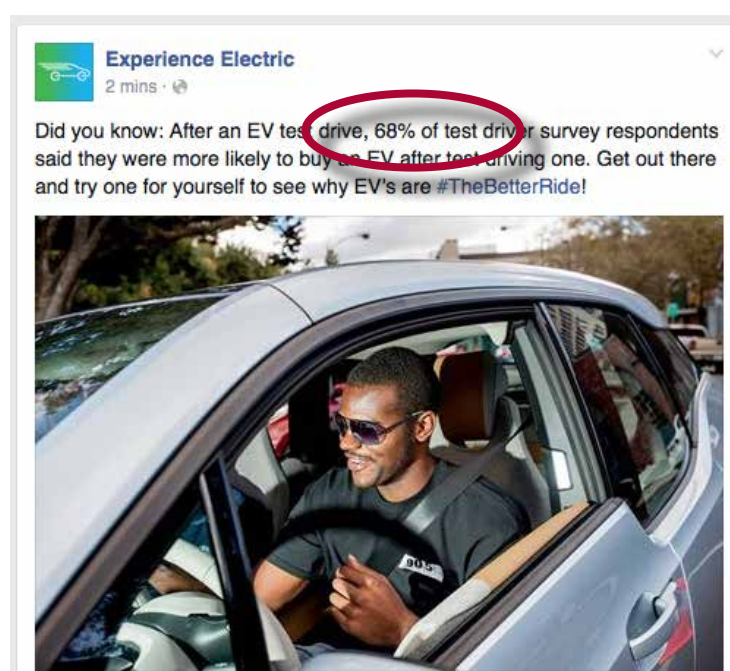 Experience Electric
2 mins ·
Did you know: After an EV test drive, 68% of test driver survey respondents
said they were more likely to buy an EV after test driving one. Get out there
and try one for yourself to see why EV's are #TheBetterRide!
90.5